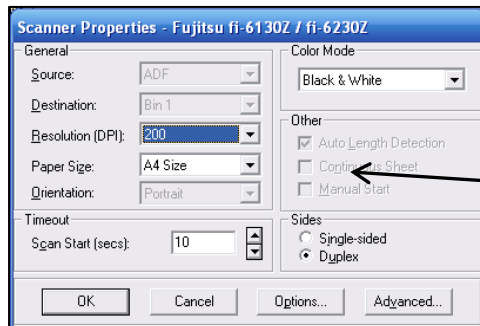 Scanner Properties - Fujitsu fi-6130Z / fi-6230Z
General
Source: ADF
Destination: Bin 1
Resolution (DPI): 200
Paper Size: A4 Size
Orientation: Portrait
Timeout
Scan Start (secs): 10
Color Mode
Black & White
Other
Auto Length Detection
Continuous Sheet
Manual Start
Sides
Single-sided
Duplex
OK
Cancel
Options...
Advanced...